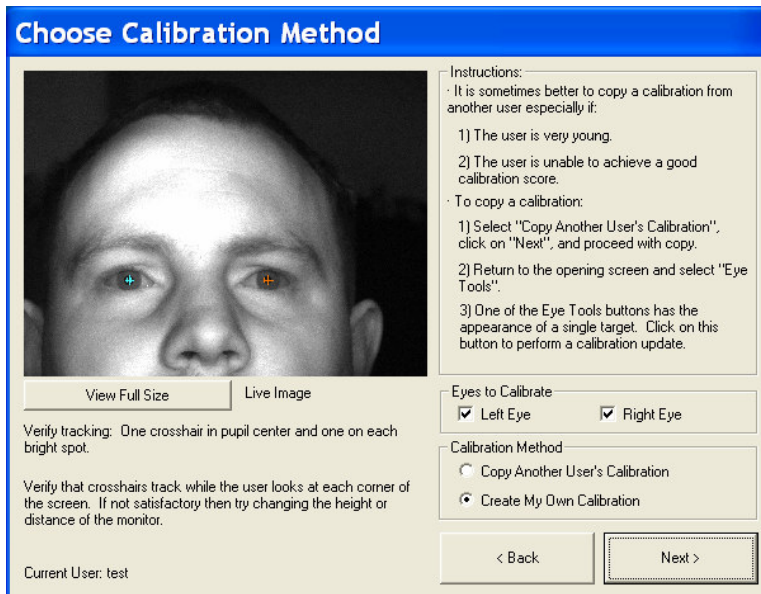 Choose Calibration Method
Instructions:
· It is sometimes better to copy a calibration from
another user especially if:
1) The user is very young.
2) The user is unable to achieve a good
calibration score.
· To copy a calibration:
1) Select "Copy Another User's Calibration",
click on "Next", and proceed with copy.
2) Return to the opening screen and select "Eye
Tools".
3) One of the Eye Tools buttons has the
appearance of a single target. Click on this
button to perform a calibration update.
View Full Size
Live Image
Verify tracking: One crosshair in pupil center and one on each
bright spot.
Verify that crosshairs track while the user looks at each corner of
the screen. If not satisfactory then try changing the height or
distance of the monitor.
Current User: test
Eyes to Calibrate
Left Eye
Right Eye
Calibration Method
Copy Another User's Calibration
Create My Own Calibration
< Back
Next >